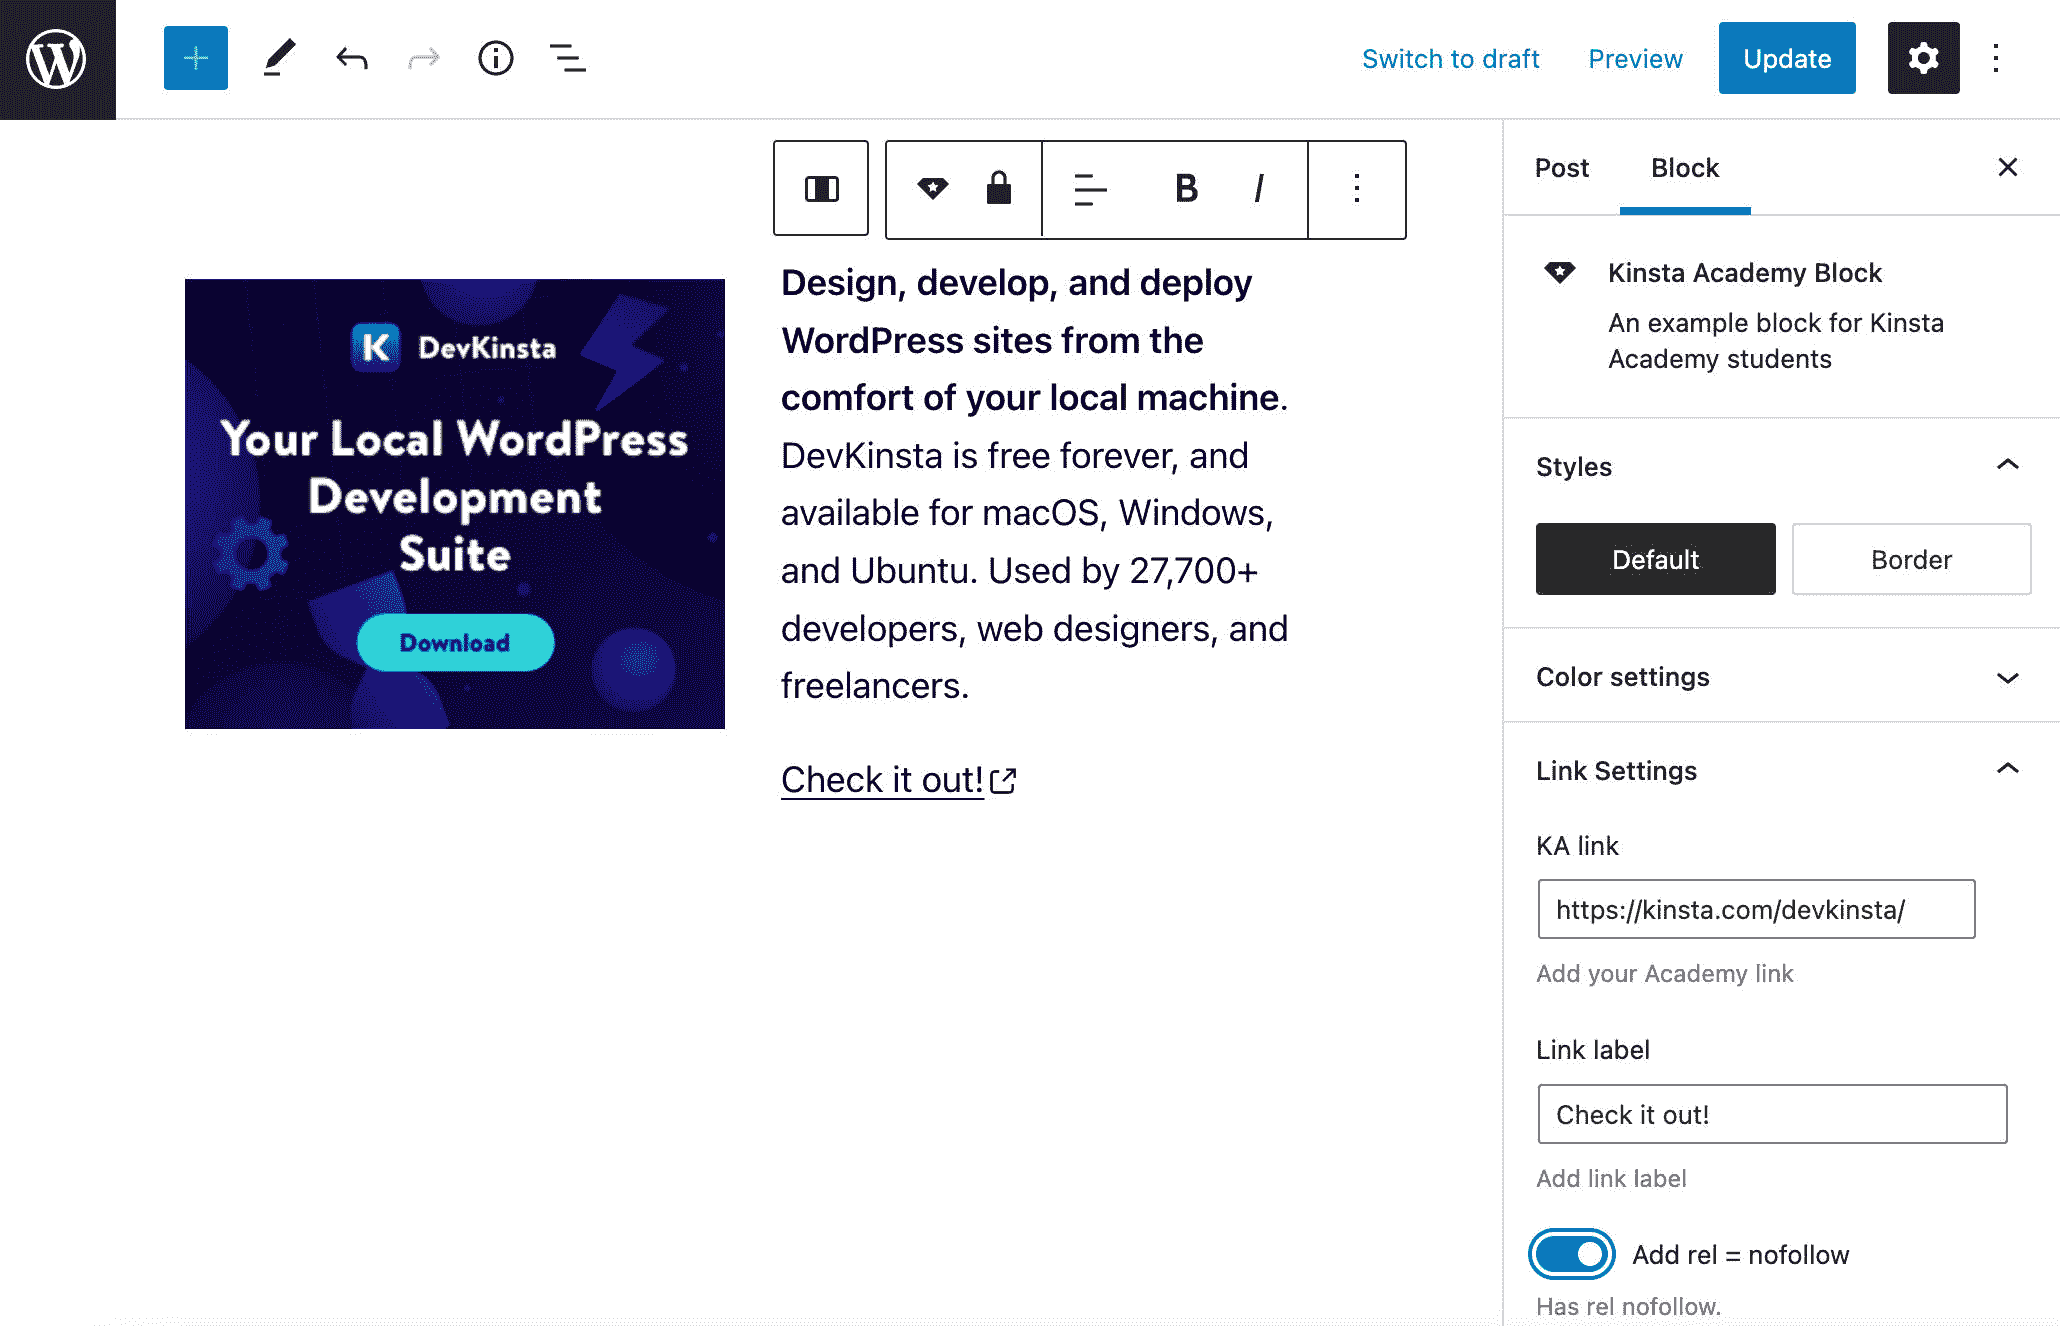 Switch to draft
Preview
Update
B I
Design, develop, and deploy
WordPress sites from the
comfort of your local machine.
DevKinsta is free forever, and
available for macOS, Windows,
and Ubuntu. Used by 27,700+
developers, web designers, and
freelancers.
Check it out!
K DevKinsta
Your Local WordPress
Development
Suite
Download
Post
Block
Kinsta Academy Block
An example block for Kinsta
Academy students
Styles
Default
Border
Color settings
Link Settings
KA link
https://kinsta.com/devkinsta/
Add your Academy link
Link label
Check it out!
Add link label
Add rel = nofollow
Has rel nofollow.